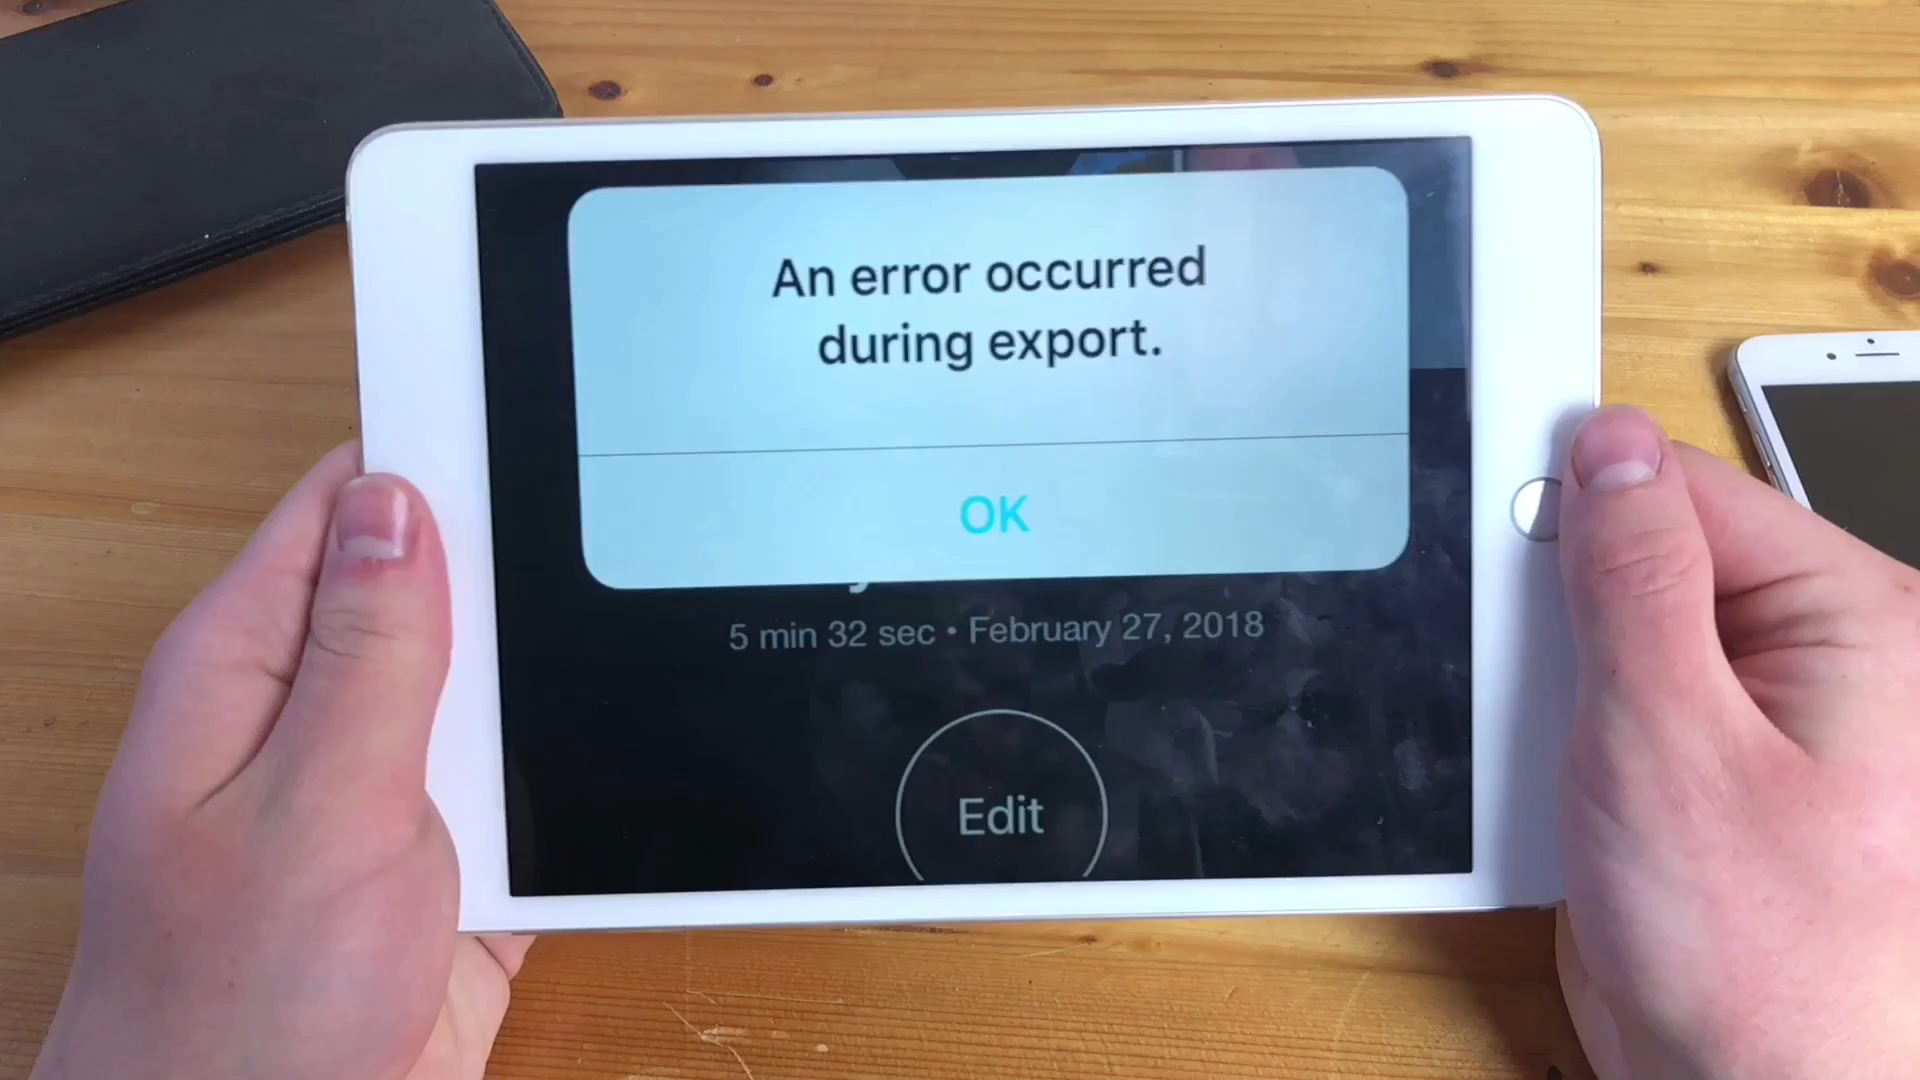 An error occurred
during export.
OK
5 min 32 sec • February 27, 2018
Edit